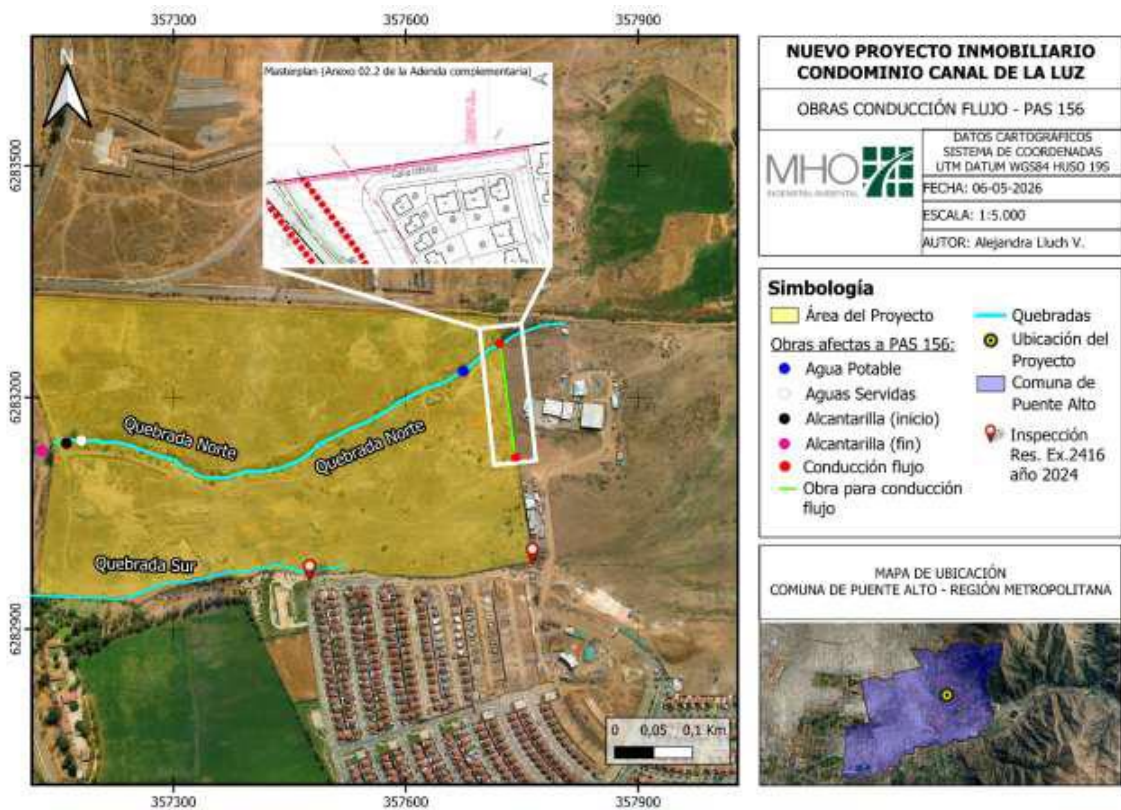 357300
357600
357900
6283500
6283200
6282900
N
Masterplan (Anexo 02.2 de la Adenda complementaria)
Quebrada Norte
Quebrada Norte
Quebrada Sur
0 0,05 0,1 Km
357300
357600
357900
NUEVO PROYECTO INMOBILIARIO
CONDOMINIO CANAL DE LA LUZ
OBRAS CONDUCCIÓN FLUJO - PAS 156
MHO
INGENIERIA AMBIENTAL
DATOS CARTOGRÁFICOS
SISTEMA DE COORDENADAS
UTM DATUM WGS84 HUSO 19S
FECHA: 06-05-2026
ESCALA: 1:5.000
AUTOR: Alejandra Lluch V.
Simbología
Área del Proyecto
Obras afectas a PAS 156:
Agua Potable
Aguas Servidas
Alcantarilla (inicio)
Alcantarilla (fin)
Conducción flujo
Obra para conducción
flujo
Quebradas
Ubicación del
Proyecto
Comuna de
Puente Alto
Inspección
Res. Ex.2416
año 2024
MAPA DE UBICACIÓN
COMUNA DE PUENTE ALTO - REGIÓN METROPOLITANA